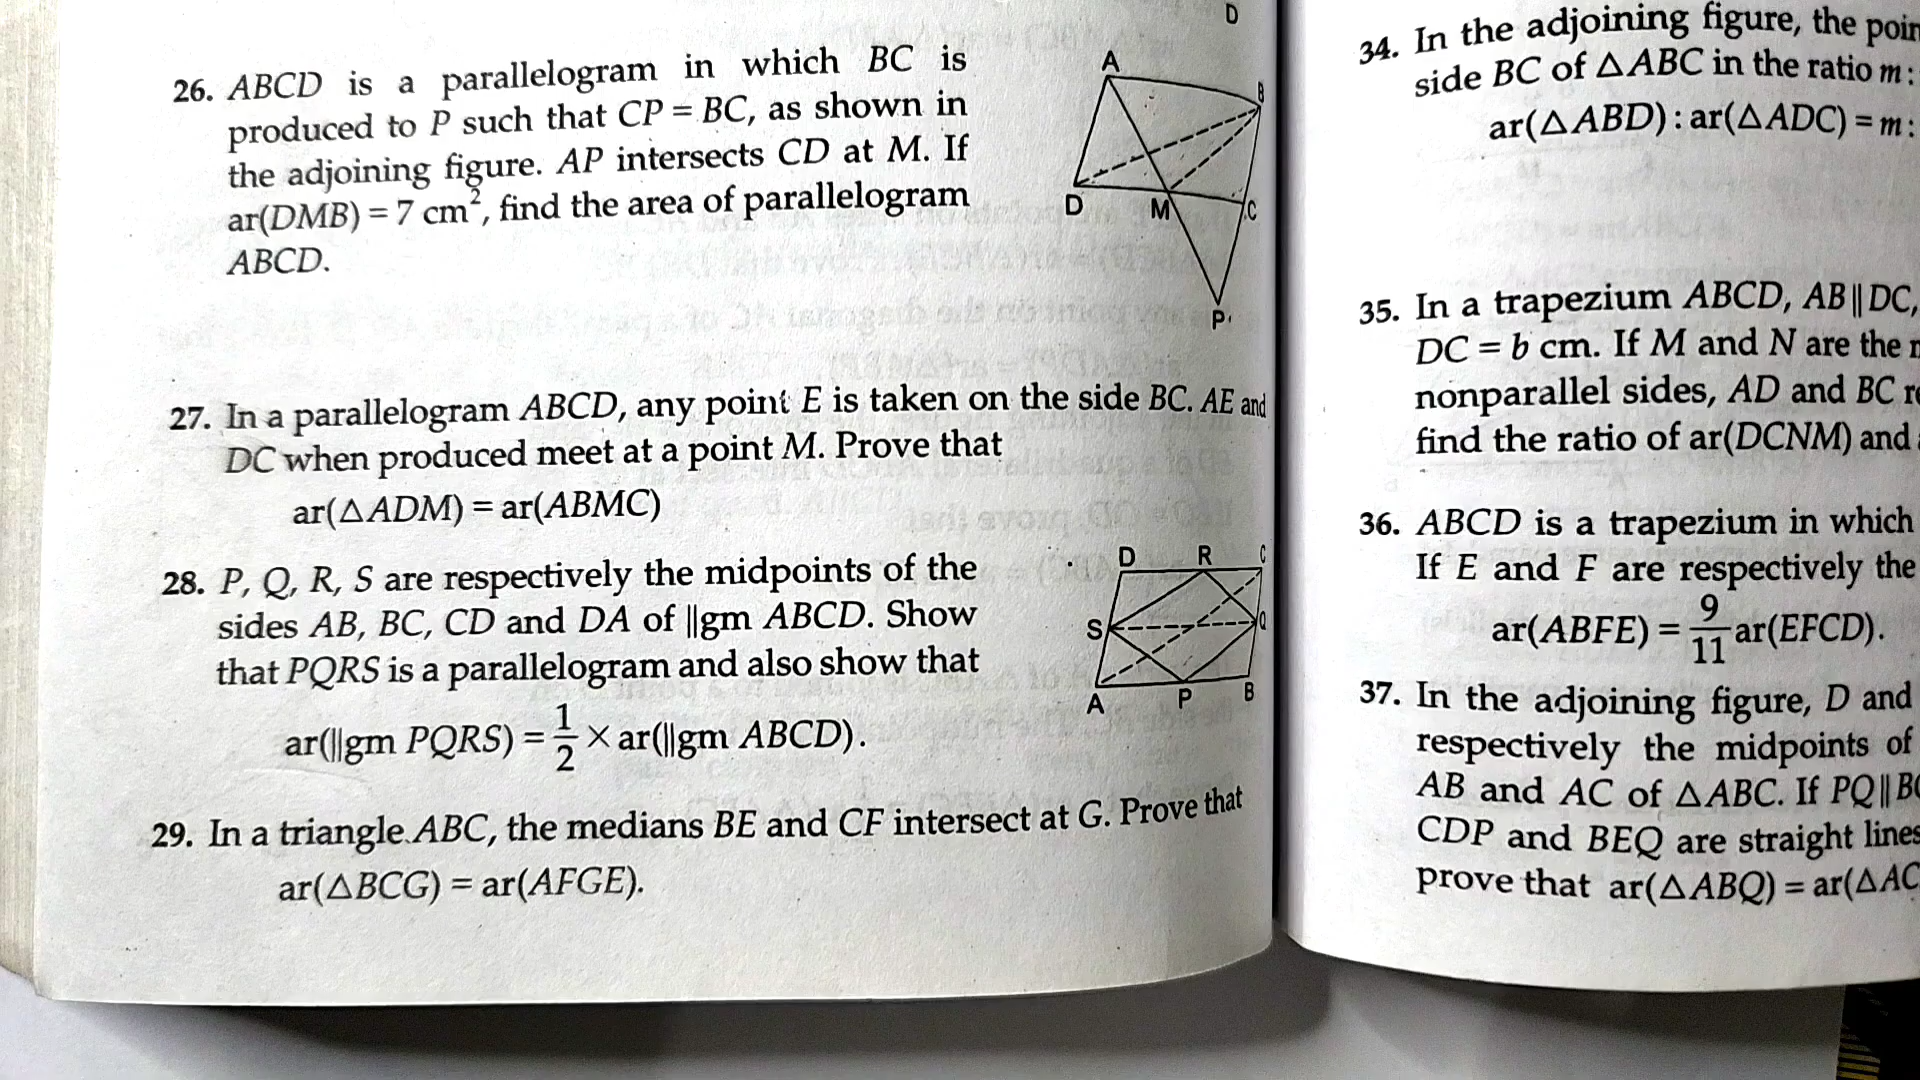 D
26. ABCD is a parallelogram in which BC is
produced to P such that CP = BC, as shown in
the adjoining figure. AP intersects CD at M. If
ar(DMB) = 7 cm², find the area of parallelogram
ABCD.
A
B
D
M
C
P
27. In a parallelogram ABCD, any point E is taken on the side BC. AE and
DC when produced meet at a point M. Prove that
ar(△ADM) = ar(ABMC)
28. P, Q, R, S are respectively the midpoints of the
sides AB, BC, CD and DA of ||gm ABCD. Show
that PQRS is a parallelogram and also show that
ar(||gm PQRS) = 1/2 × ar(||gm ABCD).
D R C
S Q
A P B
29. In a triangle ABC, the medians BE and CF intersect at G. Prove that
ar(△BCG) = ar(AFGE).
34. In the adjoining figure, the
side BC of △ABC in the ratio m :
ar(△ABD) : ar(△ADC) = m :
35. In a trapezium ABCD, AB || DC,
DC = b cm. If M and N are the
nonparallel sides, AD and BC
find the ratio of ar(DCNM) and
36. ABCD is a trapezium in which
If E and F are respectively the
ar(ABFE) = 9/11 ar(EFCD).
37. In the adjoining figure, D and
respectively the midpoints of
AB and AC of △ABC. If PQ ||
CDP and BEQ are straight lines
prove that ar(△ABQ) = ar(△AC